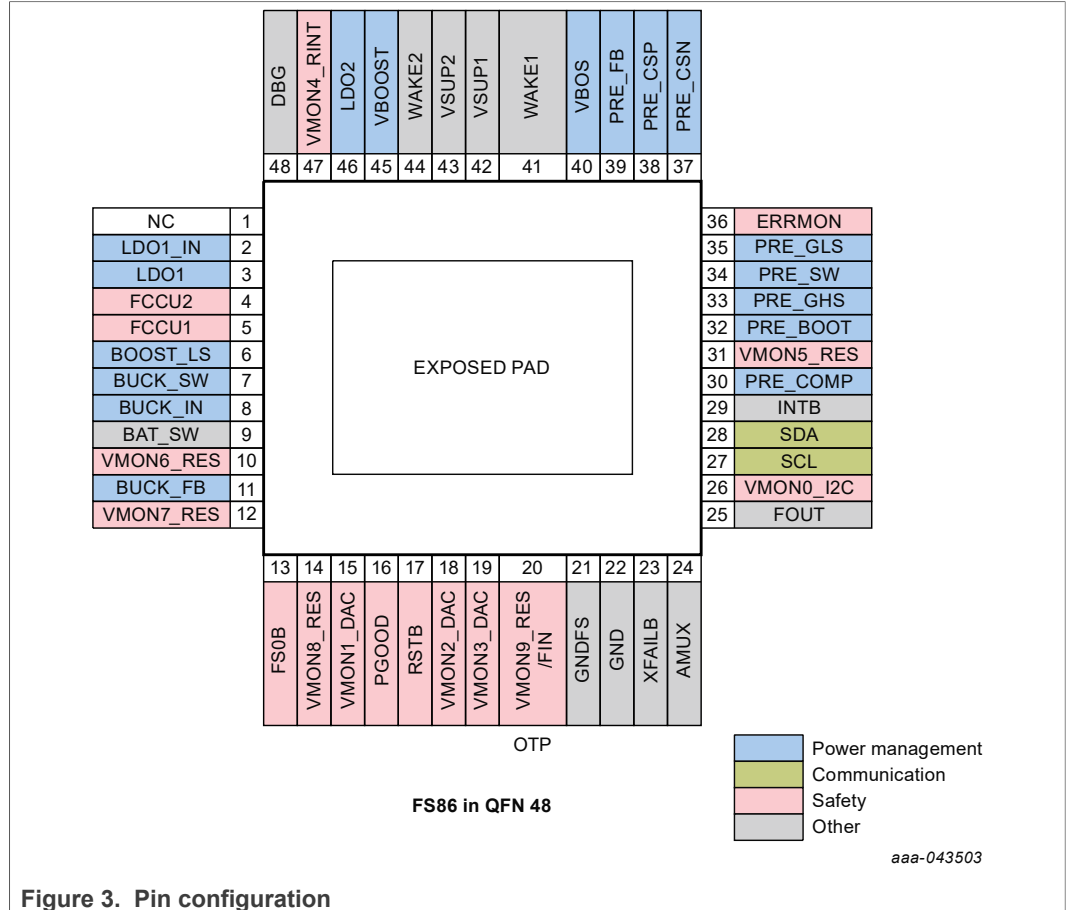 DBG
VMON4_RINT
LDO2
VBOOST
WAKE2
VSUP2
VSUP1
WAKE1
VBOS
PRE_FB
PRE_CSP
PRE_CSN
48 47 46 45 44 43 42 41 40 39 38 37
NC 1
LDO1_IN 2
LDO1 3
FCCU2 4
FCCU1 5
BOOST_LS 6
BUCK_SW 7
BUCK_IN 8
BAT_SW 9
VMON6_RES 10
BUCK_FB 11
VMON7_RES 12
EXPOSED PAD
36 ERRMON
35 PRE_GLS
34 PRE_SW
33 PRE_GHS
32 PRE_BOOT
31 VMON5_RES
30 PRE_COMP
29 INTB
28 SDA
27 SCL
26 VMON0_I2C
25 FOUT
13 14 15 16 17 18 19 20 21 22 23 24
FS0B
VMON8_RES
VMON1_DAC
PGOOD
RSTB
VMON2_DAC
VMON3_DAC
VMON9_RES
/FIN
GNDFS
GND
XFAILB
AMUX
OTP
Power management
Communication
Safety
Other
FS86 in QFN 48
aaa-043503
Figure 3. Pin configuration